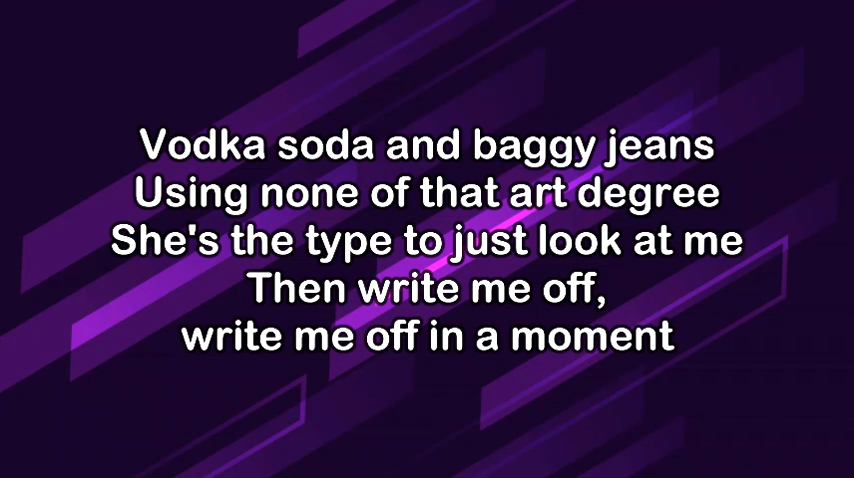 Vodka soda and baggy jeans
Using none of that art degree
She's the type to just look at me
Then write me off,
write me off in a moment